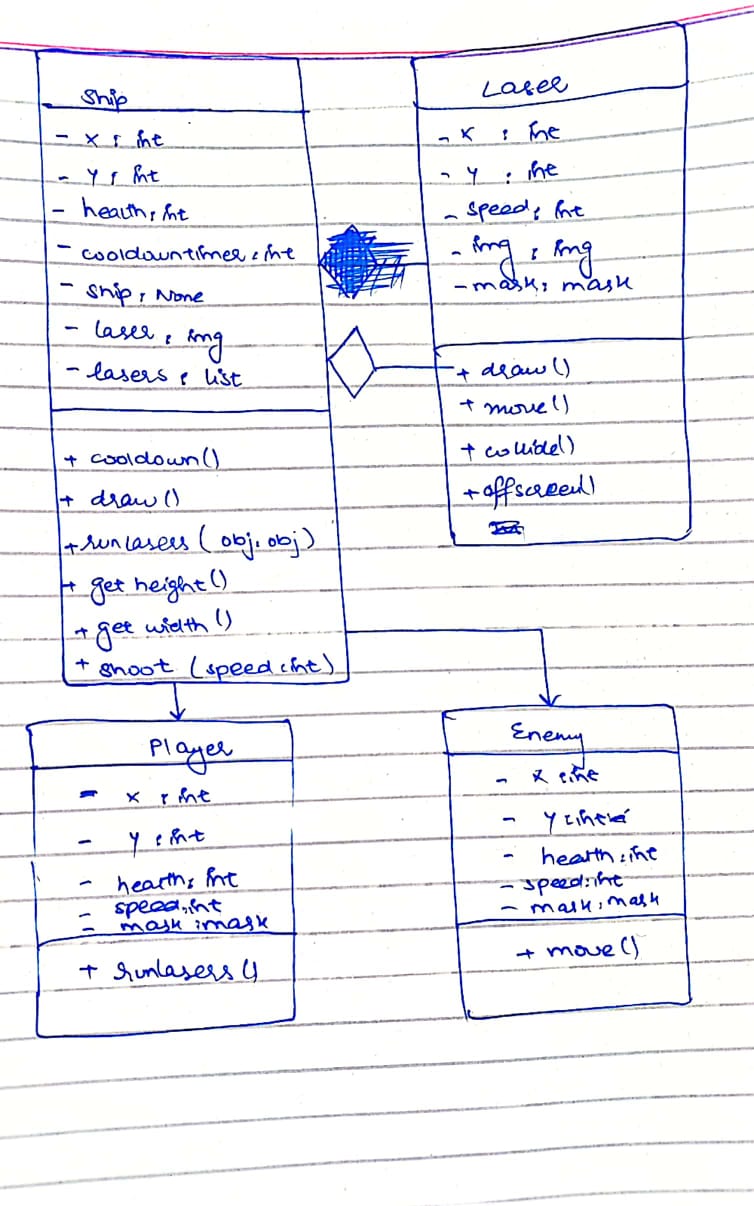 Ship
- x : int
- y : int
- health : int
- cooldowntimer : int
- ship : None
- laser : img
- lasers : list
+ cooldown()
+ draw()
+ runlasers ( obj, obj )
+ get height()
+ get width ()
+ shoot (speed : int)
Laser
- x : int
- y : int
- speed : int
- img : img
- mask : mask
+ draw()
+ move()
+ collide()
+ offscreen()
Player
- x : int
- y : int
- health : int
- speed : int
- mask : mask
+ runlasers ()
Enemy
- x : int
- y : int
- health : int
- speed : int
- mask : mask
+ move ()